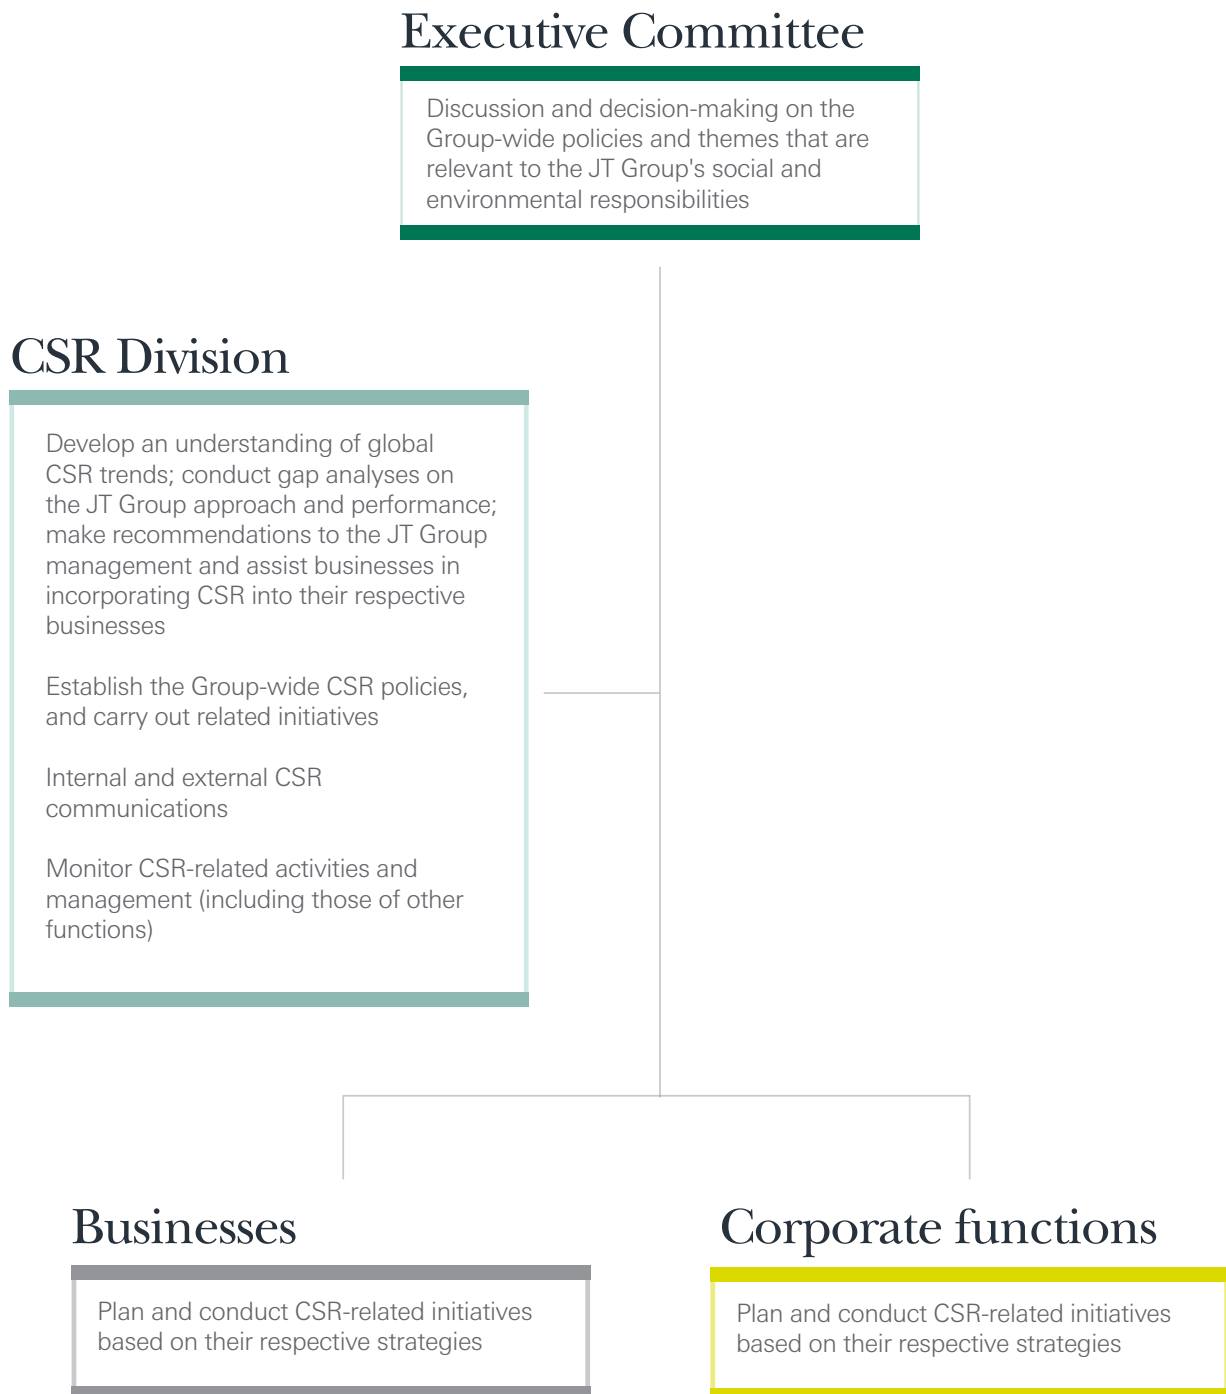 Executive Committee
Discussion and decision-making on the
Group-wide policies and themes that are
relevant to the JT Group's social and
environmental responsibilities
CSR Division
Develop an understanding of global
CSR trends; conduct gap analyses on
the JT Group approach and performance;
make recommendations to the JT Group
management and assist businesses in
incorporating CSR into their respective
businesses
Establish the Group-wide CSR policies,
and carry out related initiatives
Internal and external CSR
communications
Monitor CSR-related activities and
management (including those of other
functions)
Businesses
Plan and conduct CSR-related initiatives
based on their respective strategies
Corporate functions
Plan and conduct CSR-related initiatives
based on their respective strategies